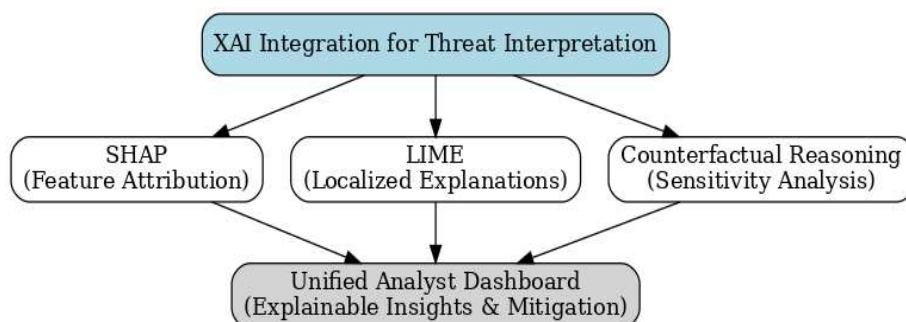 XAI Integration for Threat Interpretation
SHAP
(Feature Attribution)
LIME
(Localized Explanations)
Counterfactual Reasoning
(Sensitivity Analysis)
Unified Analyst Dashboard
(Explainable Insights & Mitigation)